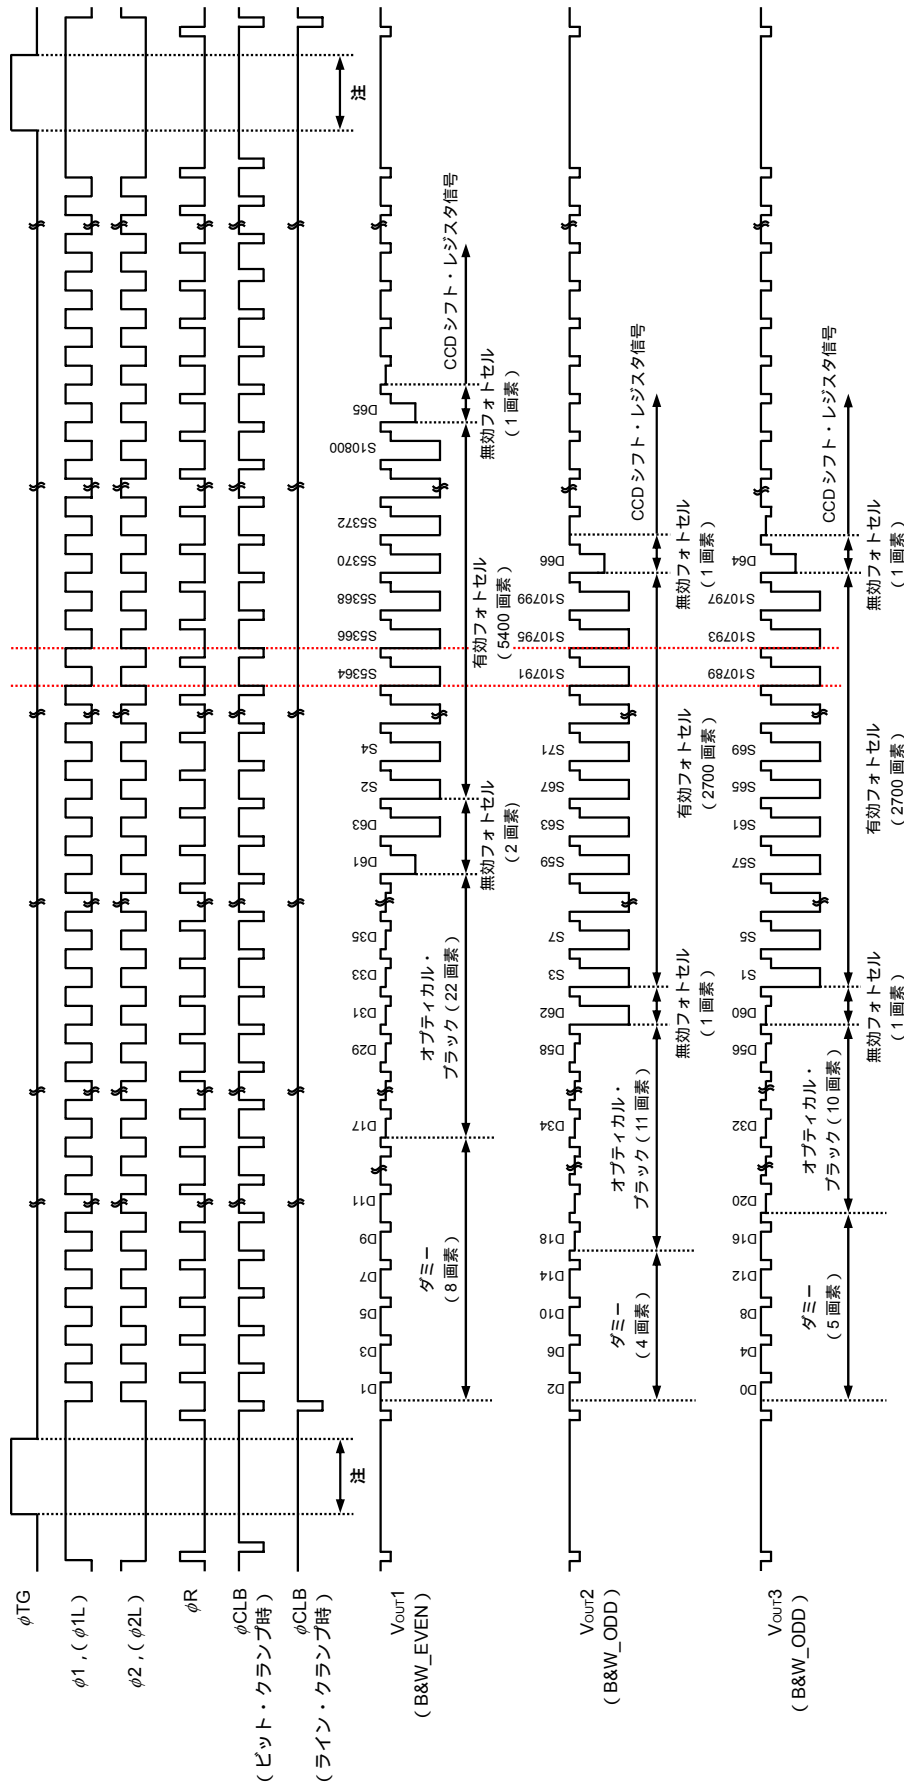 φTG
φ1，（φ1L）
φ2，（φ2L）
φR
φCLB
（ビット・クランプ時）
φCLB
（ライン・クランプ時）
注
注
VOUT1
（B&W_EVEN）
D1
D3
D5
D7
D9
D11
D17
D29
D31
D33
D35
D61
D63
S2
S4
S5364
S5366
S5368
S5370
S5372
S10800
D65
ダミー
（8 画素）
オプティカル・
ブラック（22 画素）
無効フォトセル
（2 画素）
有効フォトセル
（5400 画素）
無効フォトセル
（1 画素）
CCD シフト・レジスタ信号
VOUT2
（B&W_ODD）
D2
D6
D10
D14
D18
D34
D58
D62
S3
S7
S59
S63
S67
S71
S10791
S10795
S10799
D66
ダミー
（4 画素）
オプティカル・
ブラック（11 画素）
無効フォトセル
（1 画素）
有効フォトセル
（2700 画素）
無効フォトセル
（1 画素）
CCD シフト・レジスタ信号
VOUT3
（B&W_ODD）
D0
D4
D8
D12
D16
D20
D32
D56
D60
S1
S5
S57
S61
S65
S69
S10789
S10793
S10797
D64
ダミー
（5 画素）
オプティカル・
ブラック（10 画素）
無効フォトセル
（1 画素）
有効フォトセル
（2700 画素）
無効フォトセル
（1 画素）
CCD シフト・レジスタ信号